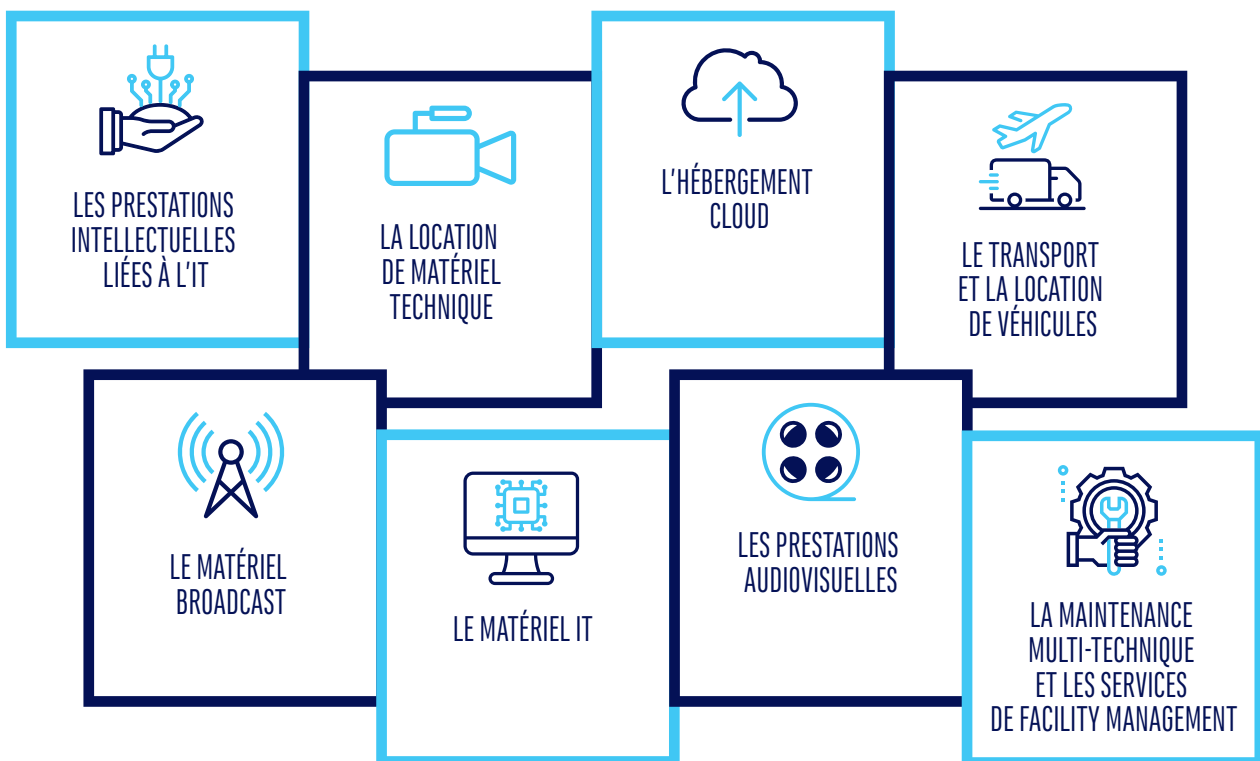 LES PRESTATIONS
INTELLECTUELLES
LIÉES À L'IT
LA LOCATION
DE MATÉRIEL
TECHNIQUE
L'HÉBERGEMENT
CLOUD
LE TRANSPORT
ET LA LOCATION
DE VÉHICULES
LE MATÉRIEL
BROADCAST
LE MATÉRIEL IT
LES PRESTATIONS
AUDIOVISUELLES
LA MAINTENANCE
MULTI-TECHNIQUE
ET LES SERVICES
DE FACILITY MANAGEMENT